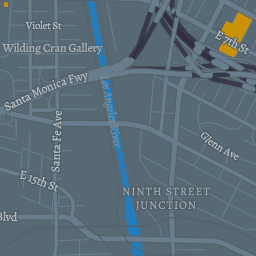 Violet St
E 7th St
Wilding Cran Gallery
Santa Monica Fwy
Los Angeles River
Santa Fe Ave
Glenn Ave
E 15th St
NINTH STREET
JUNCTION
Blvd